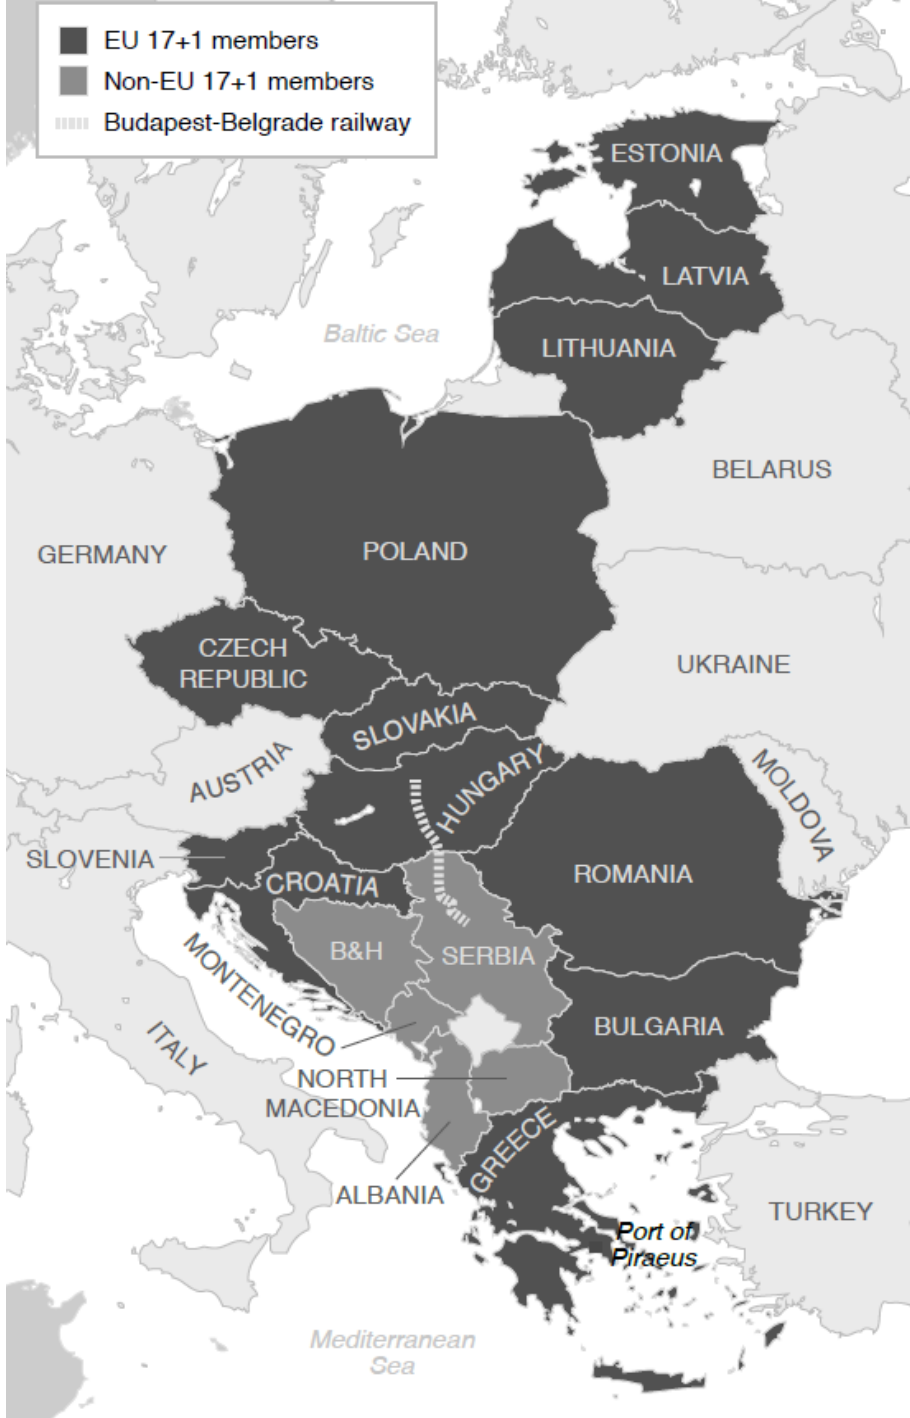 EU 17+1 members
Non-EU 17+1 members
Budapest-Belgrade railway
ESTONIA
LATVIA
Baltic Sea
LITHUANIA
BELARUS
GERMANY
POLAND
CZECH
REPUBLIC
UKRAINE
SLOVAKIA
AUSTRIA
HUNGARY
MOLDOVA
SLOVENIA
CROATIA
ROMANIA
B&H
SERBIA
MONTENEGRO
BULGARIA
ITALY
NORTH
MACEDONIA
GREECE
ALBANIA
TURKEY
Port of
Piraeus
Mediterranean
Sea